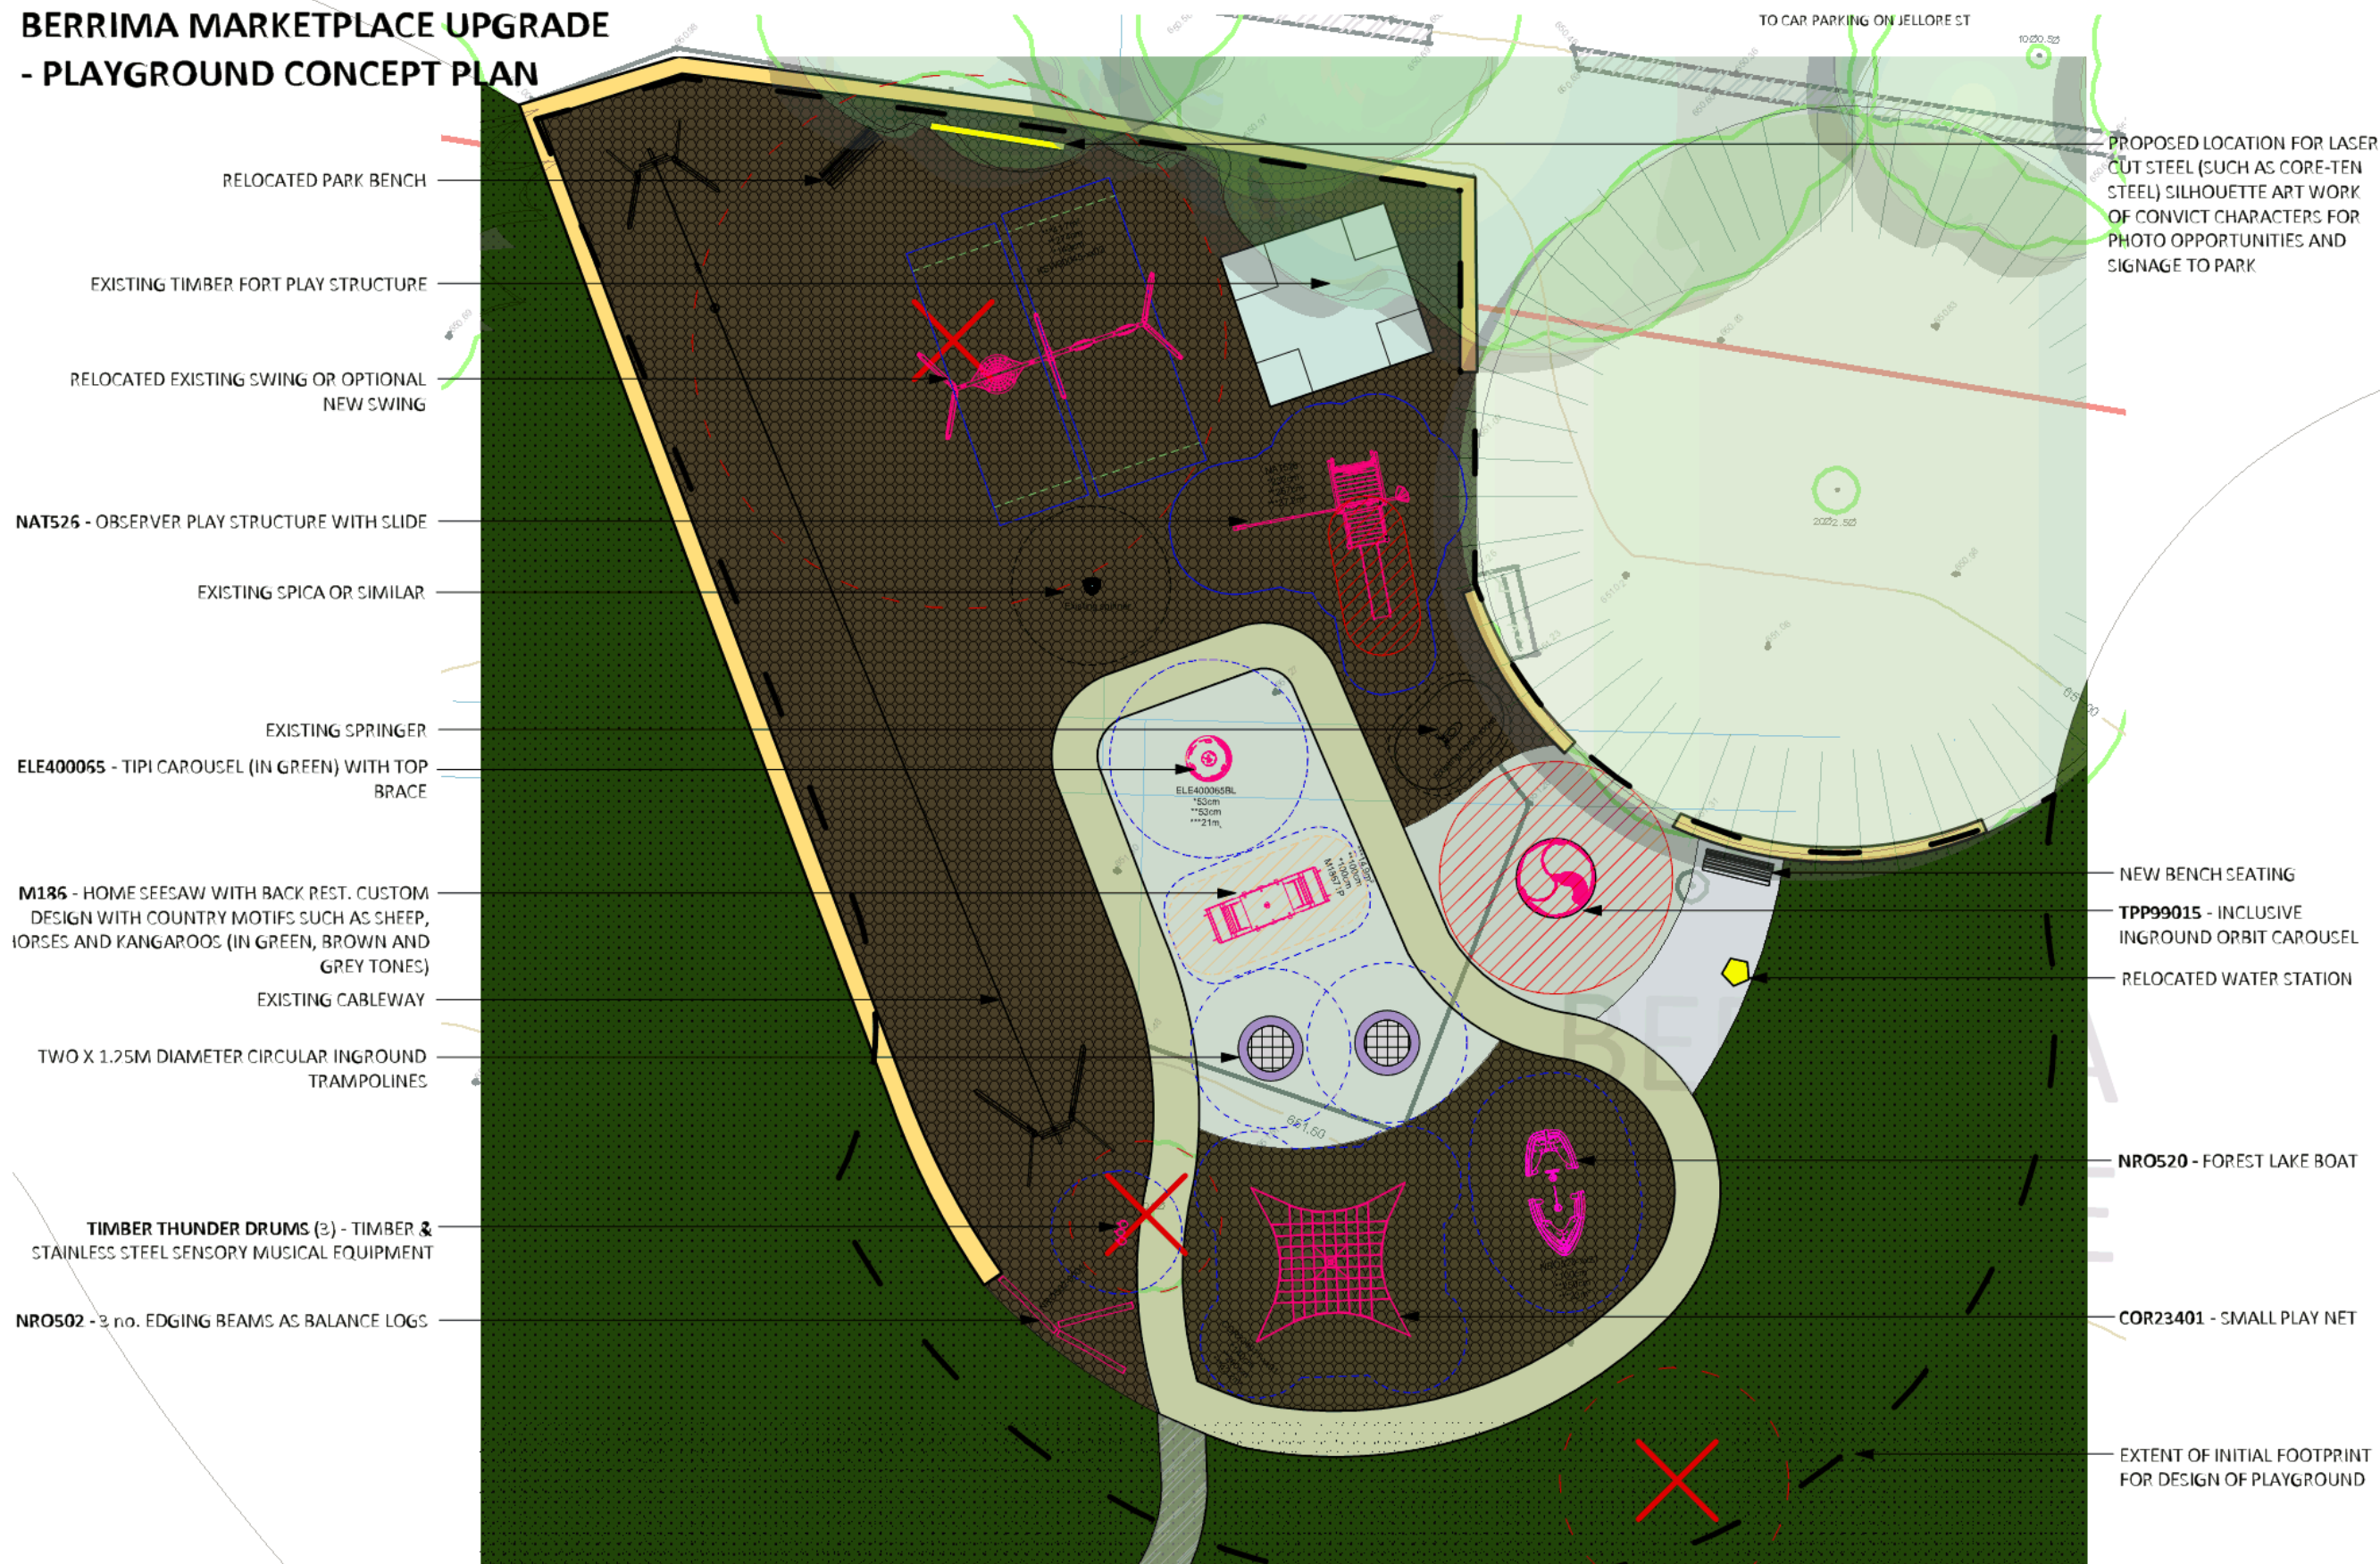 BERRIMA MARKETPLACE UPGRADE
- PLAYGROUND CONCEPT PLAN
TO CAR PARKING ON JELLORE ST
RELOCATED PARK BENCH
EXISTING TIMBER FORT PLAY STRUCTURE
RELOCATED EXISTING SWING OR OPTIONAL
NEW SWING
NAT526 - OBSERVER PLAY STRUCTURE WITH SLIDE
EXISTING SPICA OR SIMILAR
EXISTING SPRINGER
ELE400065 - TIPI CAROUSEL (IN GREEN) WITH TOP
BRACE
M186 - HOME SEESAW WITH BACK REST. CUSTOM
DESIGN WITH COUNTRY MOTIFS SUCH AS SHEEP,
HORSES AND KANGAROOS (IN GREEN, BROWN AND
GREY TONES)
EXISTING CABLEWAY
TWO X 1.25M DIAMETER CIRCULAR INGROUND
TRAMPOLINES
TIMBER THUNDER DRUMS (3) - TIMBER &
STAINLESS STEEL SENSORY MUSICAL EQUIPMENT
NRO502 - 3 no. EDGING BEAMS AS BALANCE LOGS
ELE400065BL
*53cm
**53cm
***21m
651.60
PROPOSED LOCATION FOR LASER
CUT STEEL (SUCH AS CORE-TEN
STEEL) SILHOUETTE ART WORK
OF CONVICT CHARACTERS FOR
PHOTO OPPORTUNITIES AND
SIGNAGE TO PARK
NEW BENCH SEATING
TPP99015 - INCLUSIVE
INGROUND ORBIT CAROUSEL
RELOCATED WATER STATION
NRO520 - FOREST LAKE BOAT
COR23401 - SMALL PLAY NET
EXTENT OF INITIAL FOOTPRINT
FOR DESIGN OF PLAYGROUND